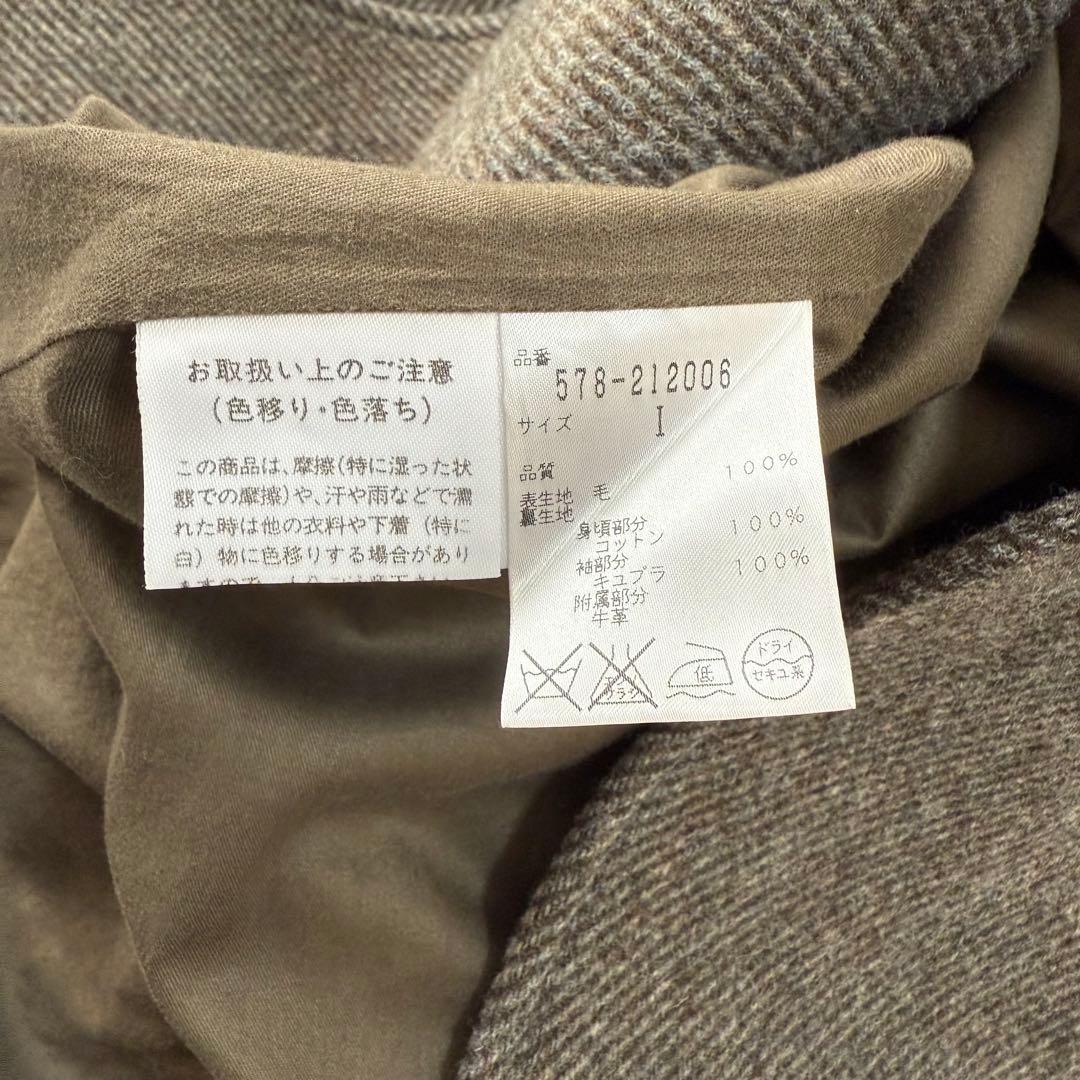 お取扱い上のご注意
(色移り・色落ち)
この商品は、摩擦(特に湿った状
態での摩擦)や、汗や雨などで濡
れた時は他の衣料や下着(特に
白)物に色移りする場合があり
ますので、
品番
578-212006
サイズ I
品質
表生地 毛 100%
裏生地
身頃部分
コットン 100%
袖部分
キュプラ 100%
附属部分
牛革
低
ドライ
セキユ系